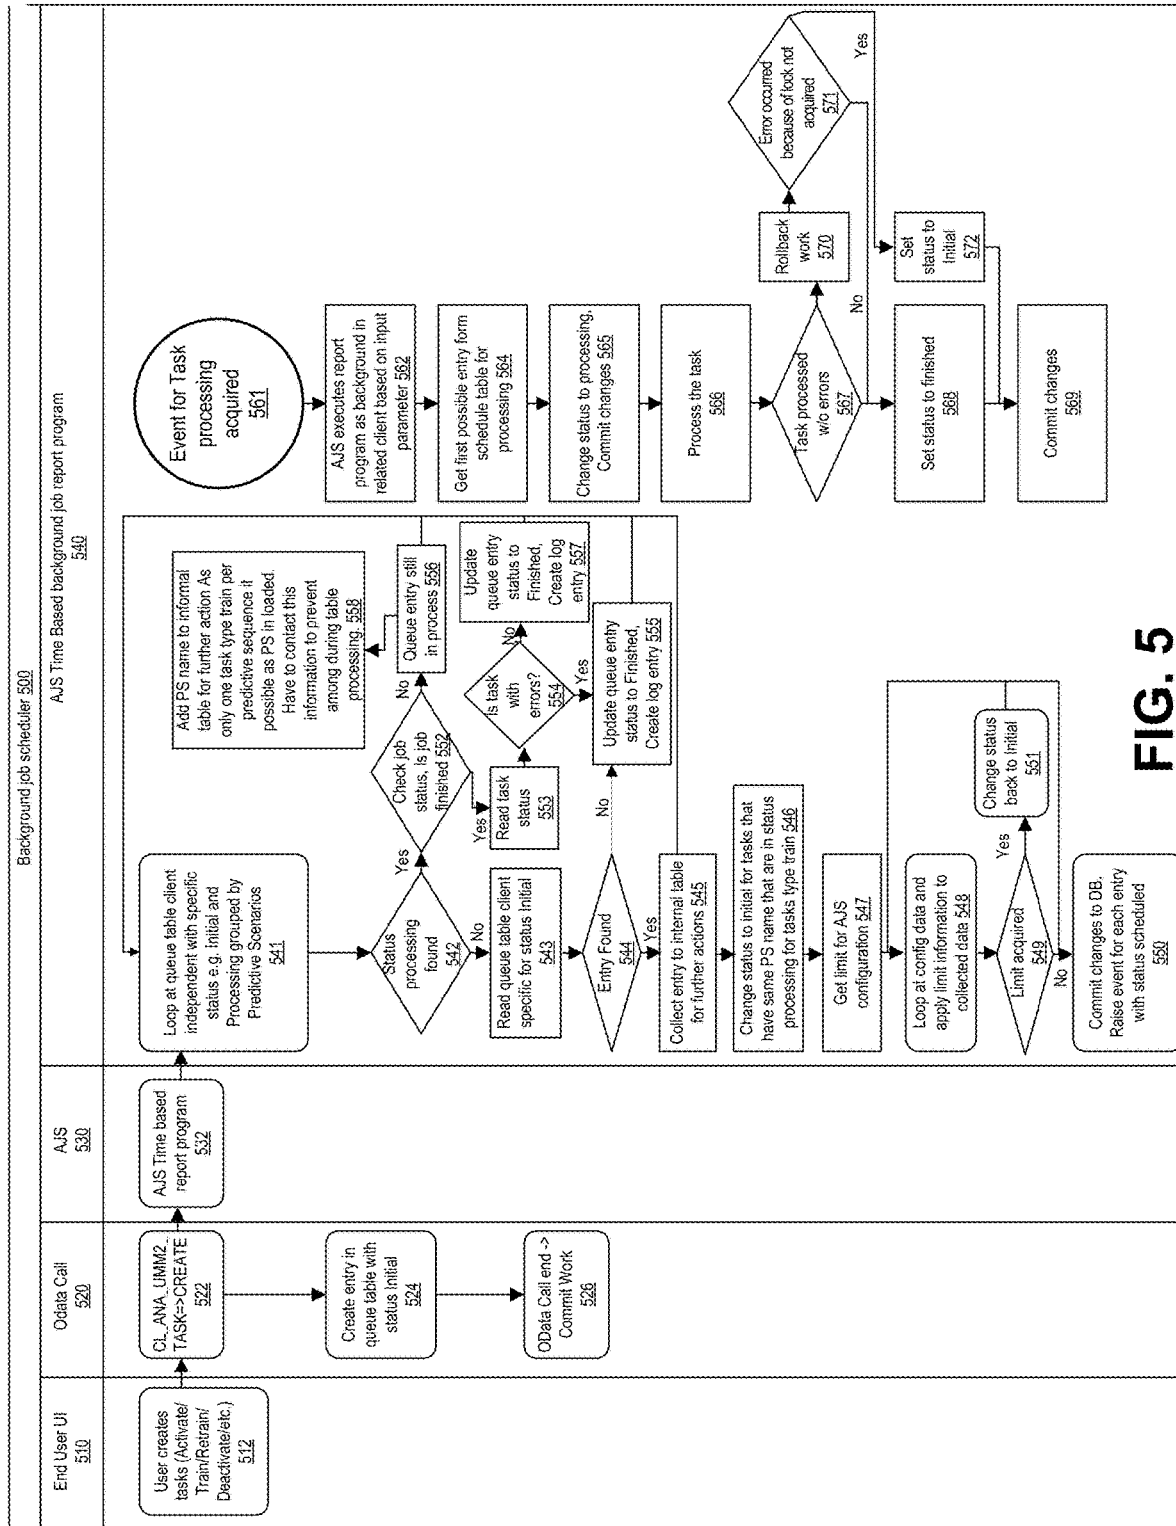 Background job scheduler 500
End User UI
510
Odata Call
520
AJS
530
AJS Time Based background job report program
540
User creates
tasks (Activate/
Train/Retrain/
Deactivate/etc.)
512
CL_ANA_UMM2_
TASK=>CREATE
522
Create entry in
queue table with
status Initial
524
OData Call end ->
Commit Work
526
AJS Time based
report program
532
Loop at queue table client
independent with specific
status e.g. Initial and
Processing grouped by
Predictive Scenarios
541
Status
processing
found
542
Yes
No
Read queue table client
specific for status Initial
543
Entry Found
544
No
Yes
Collect entry to internal table
for further actions 545
Change status to initial for tasks that
have same PS name that are in status
processing for tasks type train 546
Get limit for AJS
configuration 547
Loop at config data and
apply limit information to
collected data 548
Limit acquired
549
Yes
No
Change status
back to Initial
551
Commit changes to DB.
Raise event for each entry
with status scheduled
550
Check job
status, is job
finished 552
No
Yes
Read task
status
553
Is task
with
errors?
554
No
Yes
Update queue entry
status to Finished,
Create log entry 555
Queue entry still
in process 556
Update
queue entry
status to
Finished,
Create log
entry 557
Add PS name to informal
table for further action As
only one task type train per
predictive sequence if
possible as PS in loaded.
Have to contact this
information to prevent
among during table
processing. 558
Event for Task
processing
acquired
561
AJS executes report
program as background in
related client based on input
parameter 562
Get first possible entry form
schedule table for
processing 564
Change status to processing,
Commit changes 565
Process the task
566
Task processed
w/o errors
567
Rollback
work
570
Error occurred
because of lock not
acquired
571
Yes
No
Set status to finished
568
Set
status to
Initial
572
Commit changes
569
FIG. 5